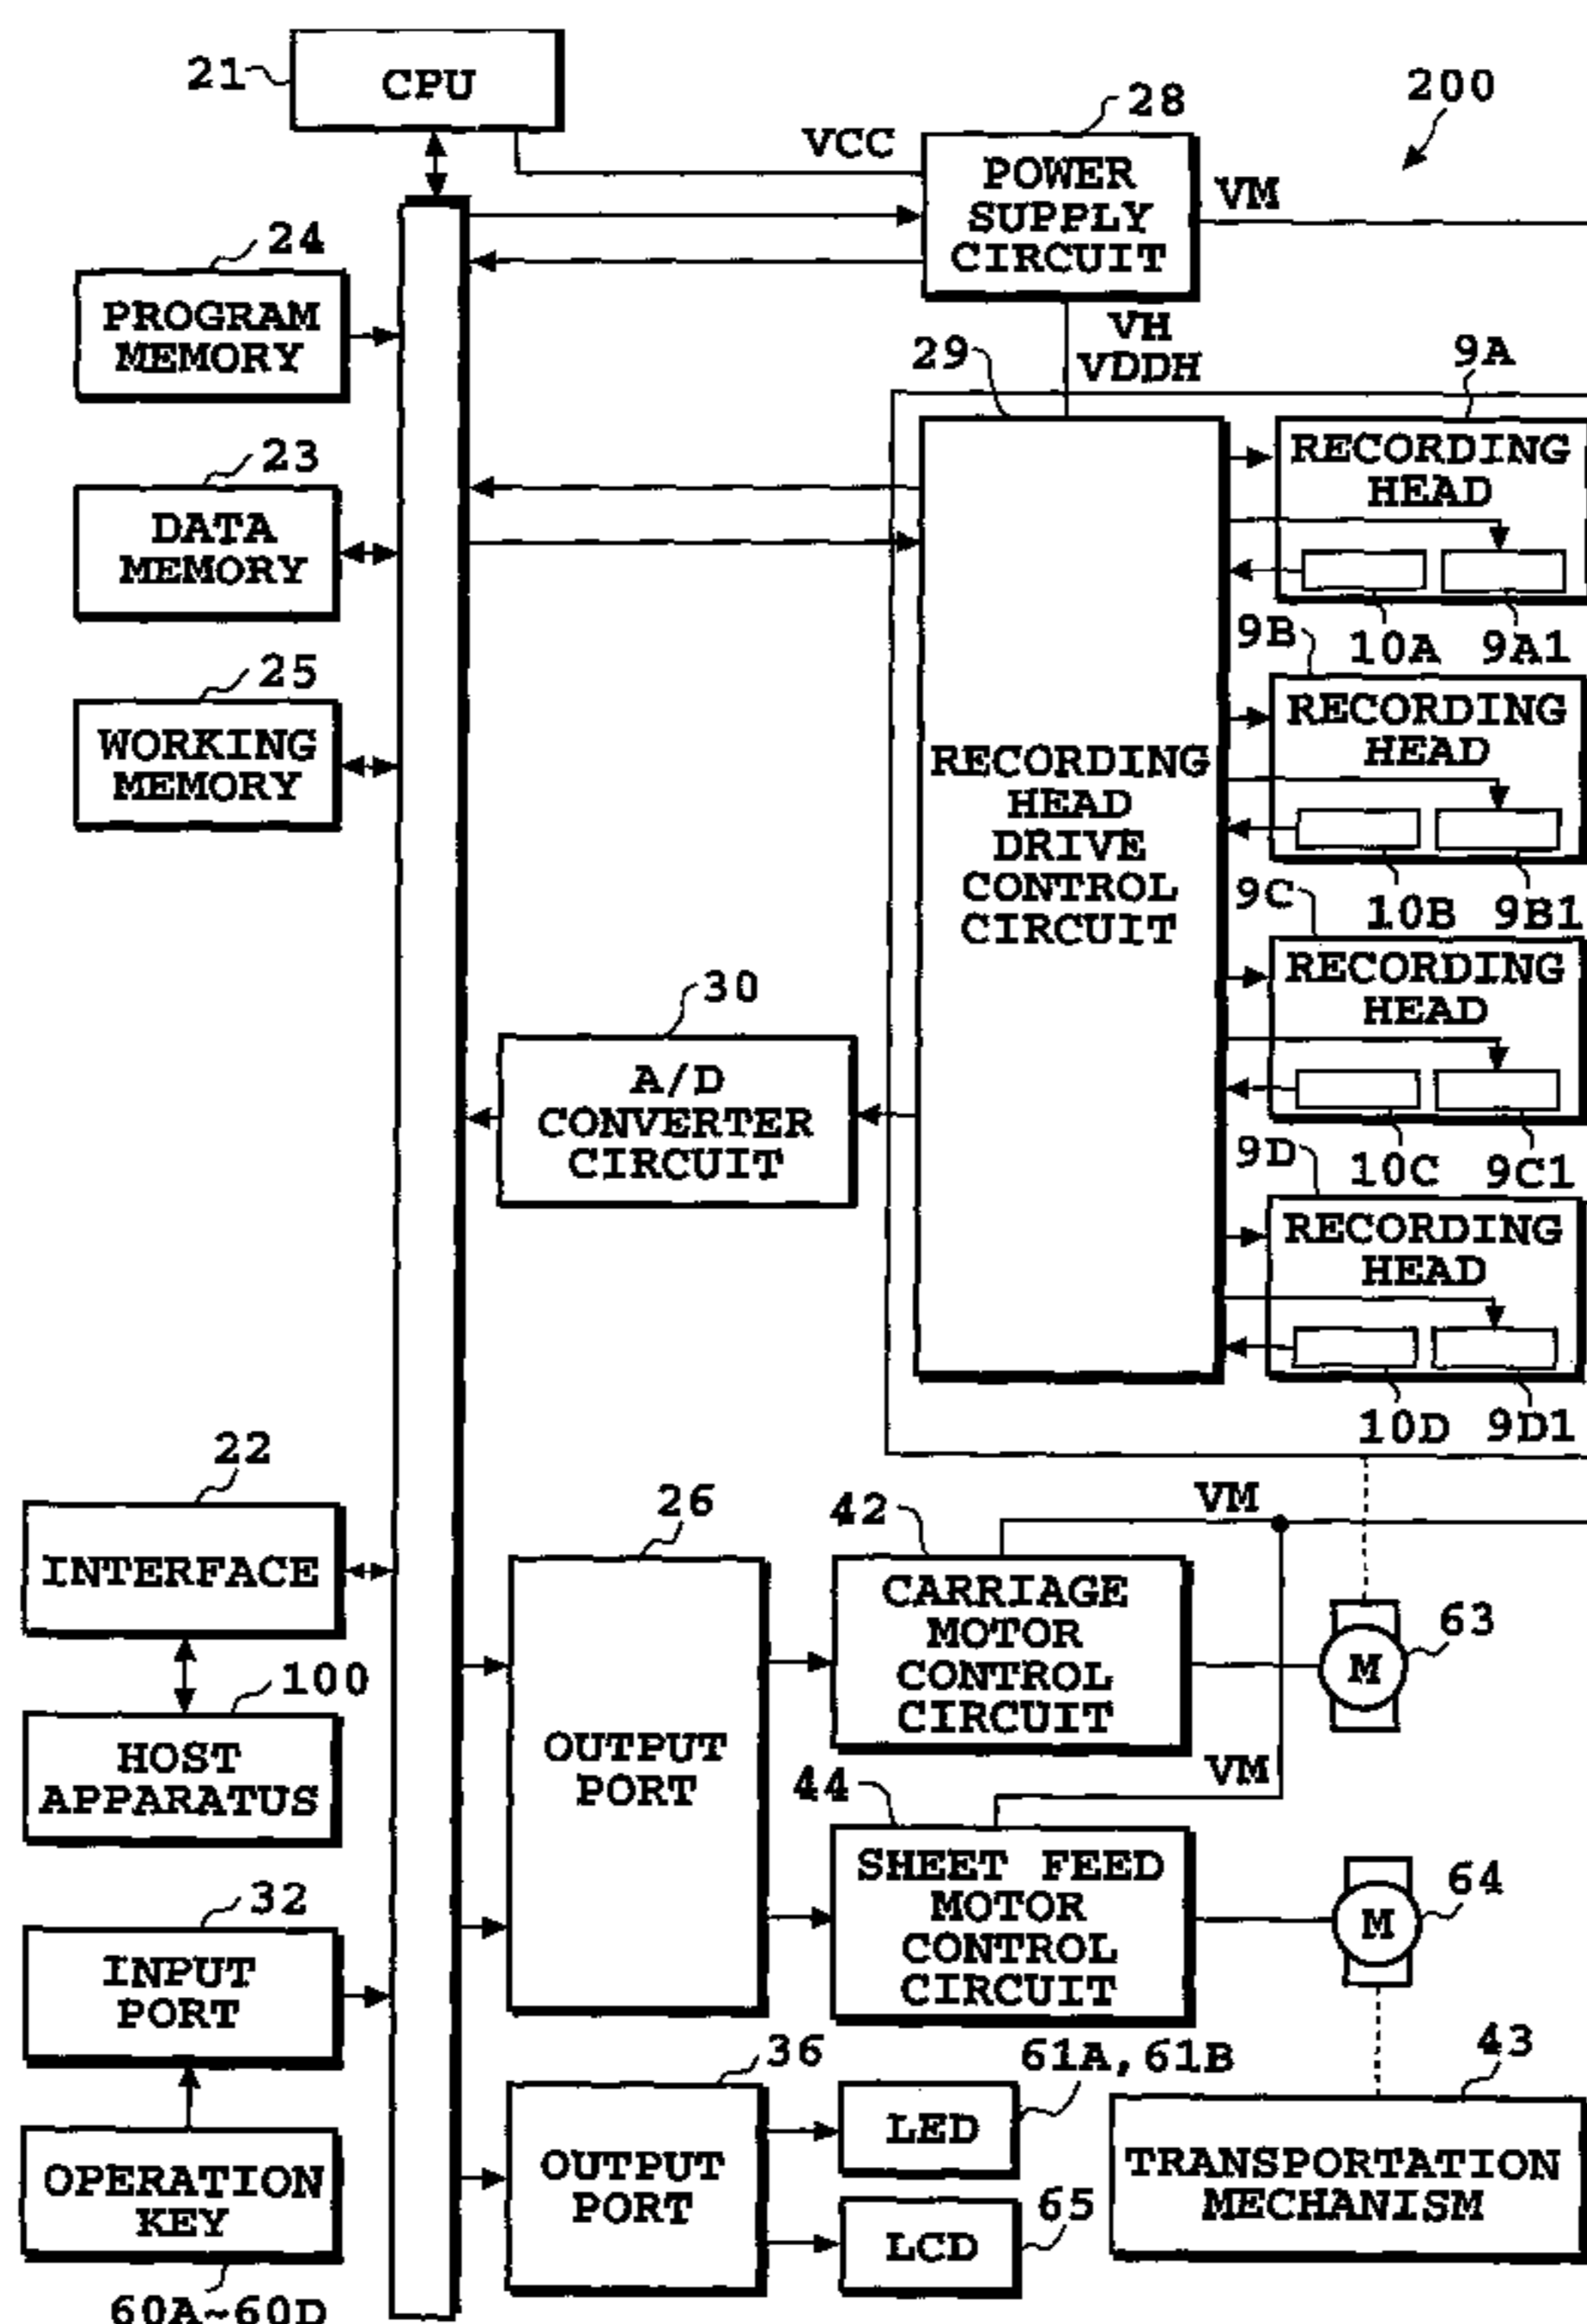 21
CPU
28
200
VCC
POWER
SUPPLY
CIRCUIT
VM
24
PROGRAM
MEMORY
VH
VDDH
29
9A
RECORDING
HEAD
23
DATA
MEMORY
10A
9A1
9B
25
WORKING
MEMORY
RECORDING
HEAD
RECORDING
HEAD
DRIVE
CONTROL
CIRCUIT
10B
9B1
9C
RECORDING
HEAD
30
A/D
CONVERTER
CIRCUIT
10C
9C1
9D
RECORDING
HEAD
10D
9D1
22
INTERFACE
26
42
VM
CARRIAGE
MOTOR
CONTROL
CIRCUIT
63
M
100
HOST
APPARATUS
OUTPUT
PORT
VM
44
SHEET FEED
MOTOR
CONTROL
CIRCUIT
64
M
32
INPUT
PORT
36
61A,61B
43
OPERATION
KEY
OUTPUT
PORT
LED
TRANSPORTATION
MECHANISM
65
LCD
60A~60D